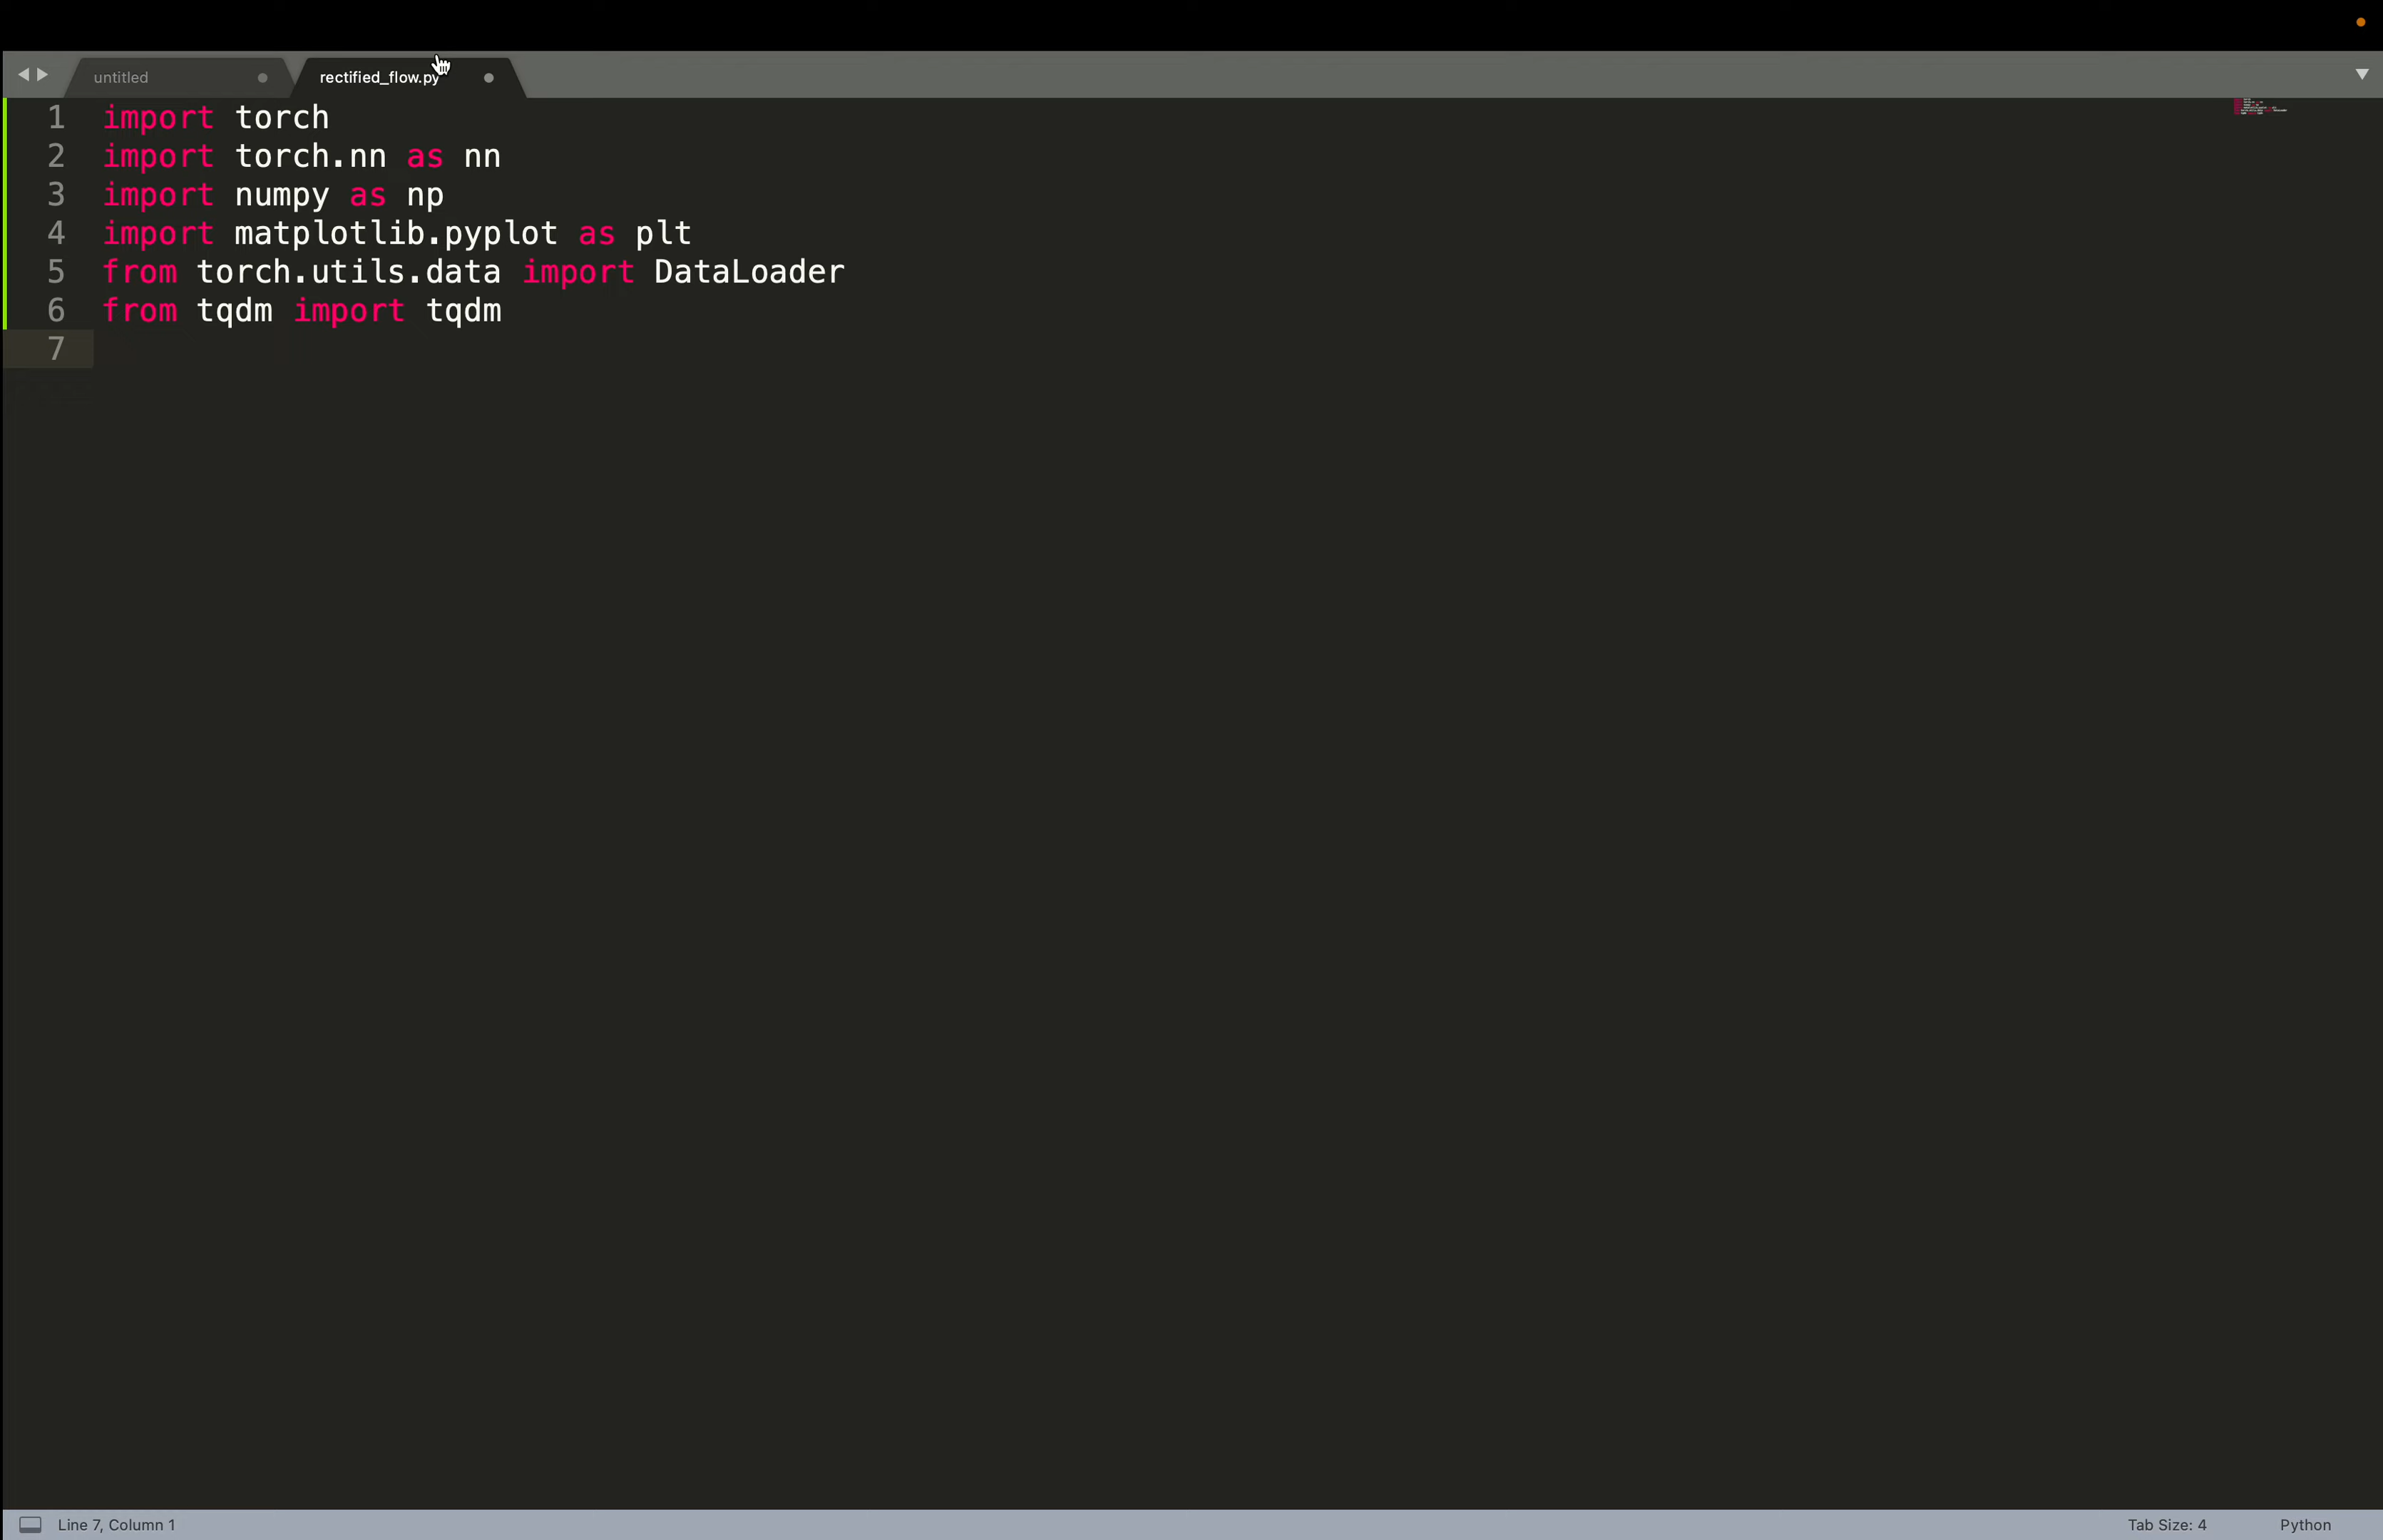 untitled
rectified_flow.py
1 import torch
2 import torch.nn as nn
3 import numpy as np
4 import matplotlib.pyplot as plt
5 from torch.utils.data import DataLoader
6 from tqdm import tqdm
7
Line 7, Column 1
Tab Size: 4
Python